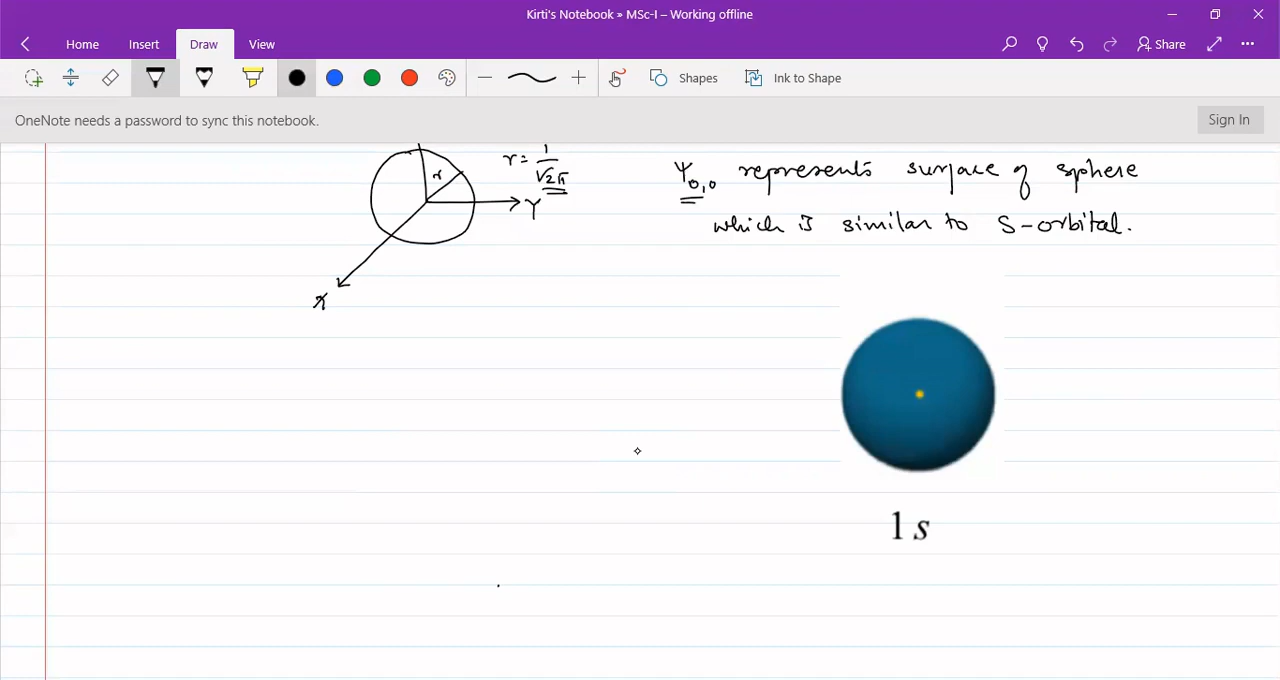 Kirti's Notebook » MSc-I – Working offline
Home Insert Draw View Share
Shapes Ink to Shape
OneNote needs a password to sync this notebook. Sign In
r = 1/√2π
r
Y
X
Ψ0,0 represents surface of sphere
which is similar to S-orbital.
1s